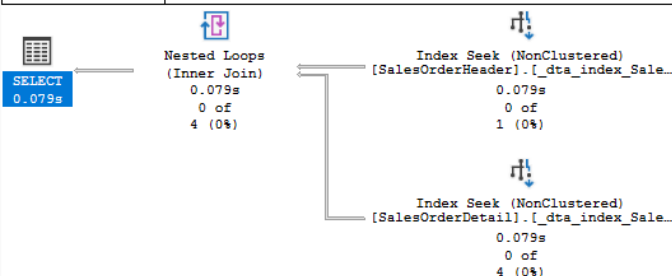 SELECT
0.079s
Nested Loops
(Inner Join)
0.079s
0 of
4 (0%)
Index Seek (NonClustered)
[SalesOrderHeader].[_dta_index_Sale…
0.079s
0 of
1 (0%)
Index Seek (NonClustered)
[SalesOrderDetail].[_dta_index_Sale…
0.079s
0 of
4 (0%)